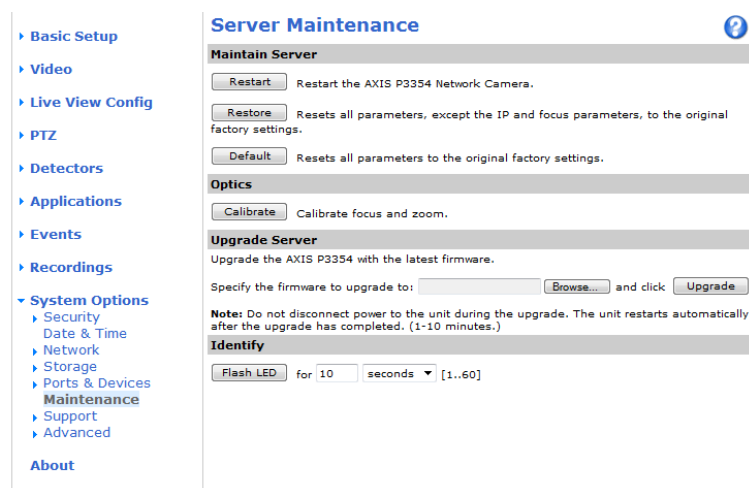 Basic Setup
Video
Live View Config
PTZ
Detectors
Applications
Events
Recordings
System Options
Security
Date & Time
Network
Storage
Ports & Devices
Maintenance
Support
Advanced
About
Server Maintenance
?
Maintain Server
Restart Restart the AXIS P3354 Network Camera.
Restore Resets all parameters, except the IP and focus parameters, to the original
factory settings.
Default Resets all parameters to the original factory settings.
Optics
Calibrate Calibrate focus and zoom.
Upgrade Server
Upgrade the AXIS P3354 with the latest firmware.
Specify the firmware to upgrade to: Browse... and click Upgrade
Note: Do not disconnect power to the unit during the upgrade. The unit restarts automatically
after the upgrade has completed. (1-10 minutes.)
Identify
Flash LED for 10 seconds [1..60]